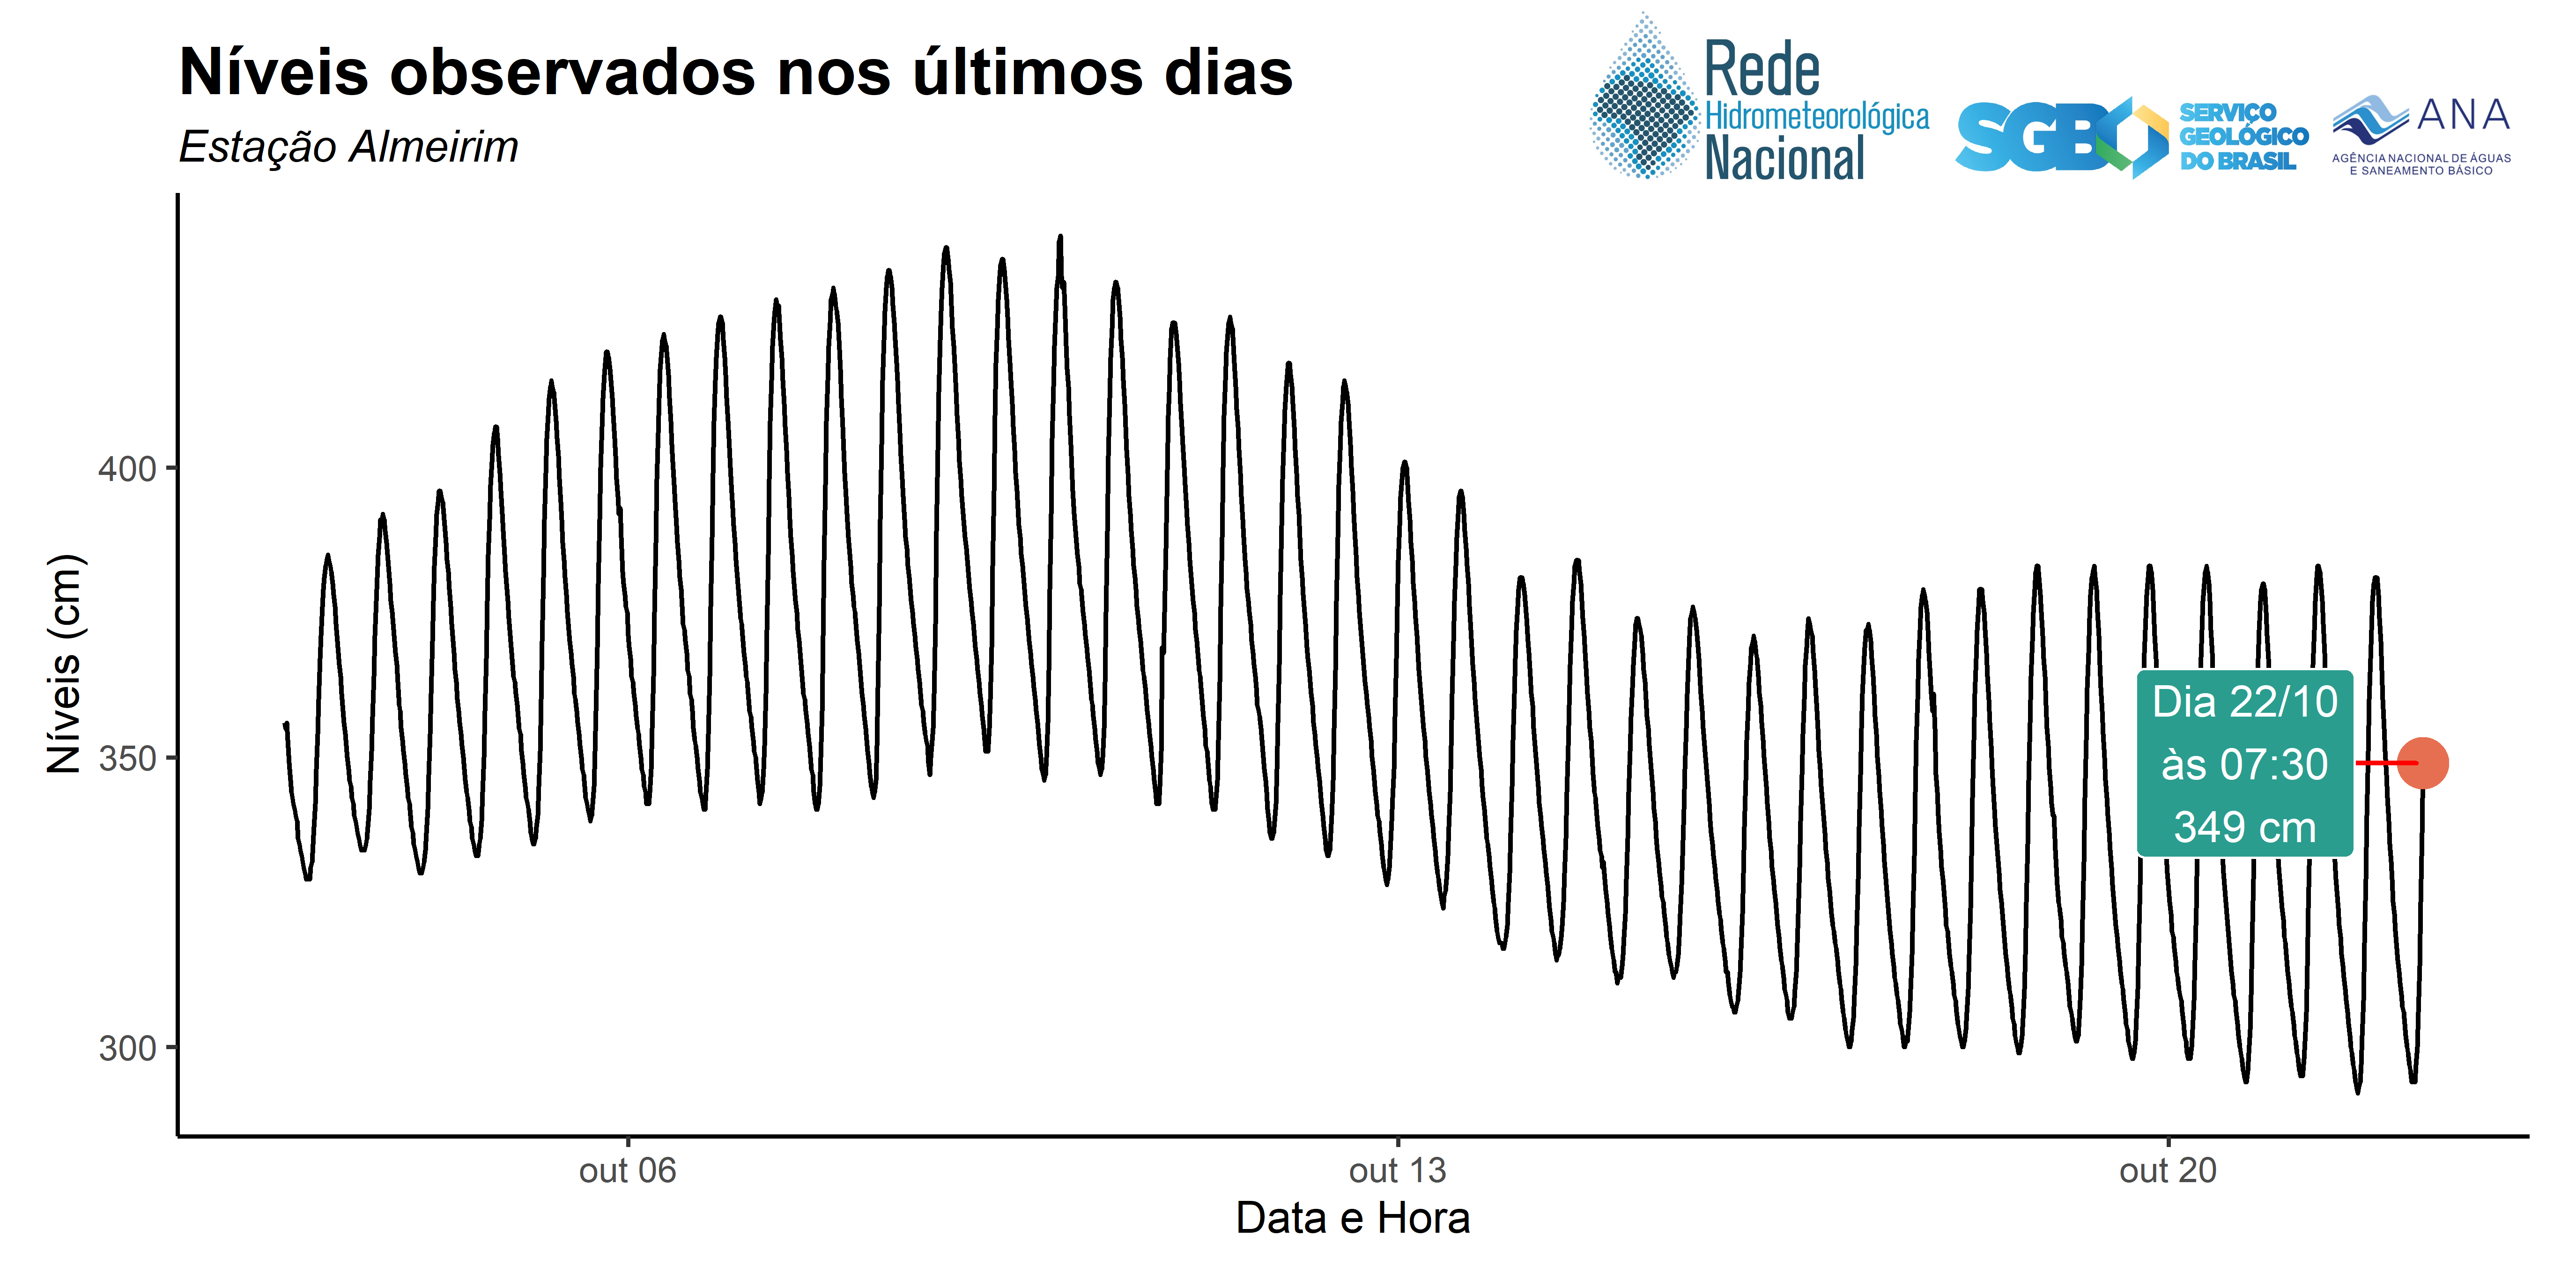 Níveis observados nos últimos dias
Estação Almeirim
Rede
Hidrometeorológica
Nacional
SGB
SERVIÇO
GEOLÓGICO
DO BRASIL
ANA
AGÊNCIA NACIONAL DE ÁGUAS
E SANEAMENTO BÁSICO
Níveis (cm)
400
350
300
Dia 22/10
às 07:30
349 cm
out 06
out 13
out 20
Data e Hora